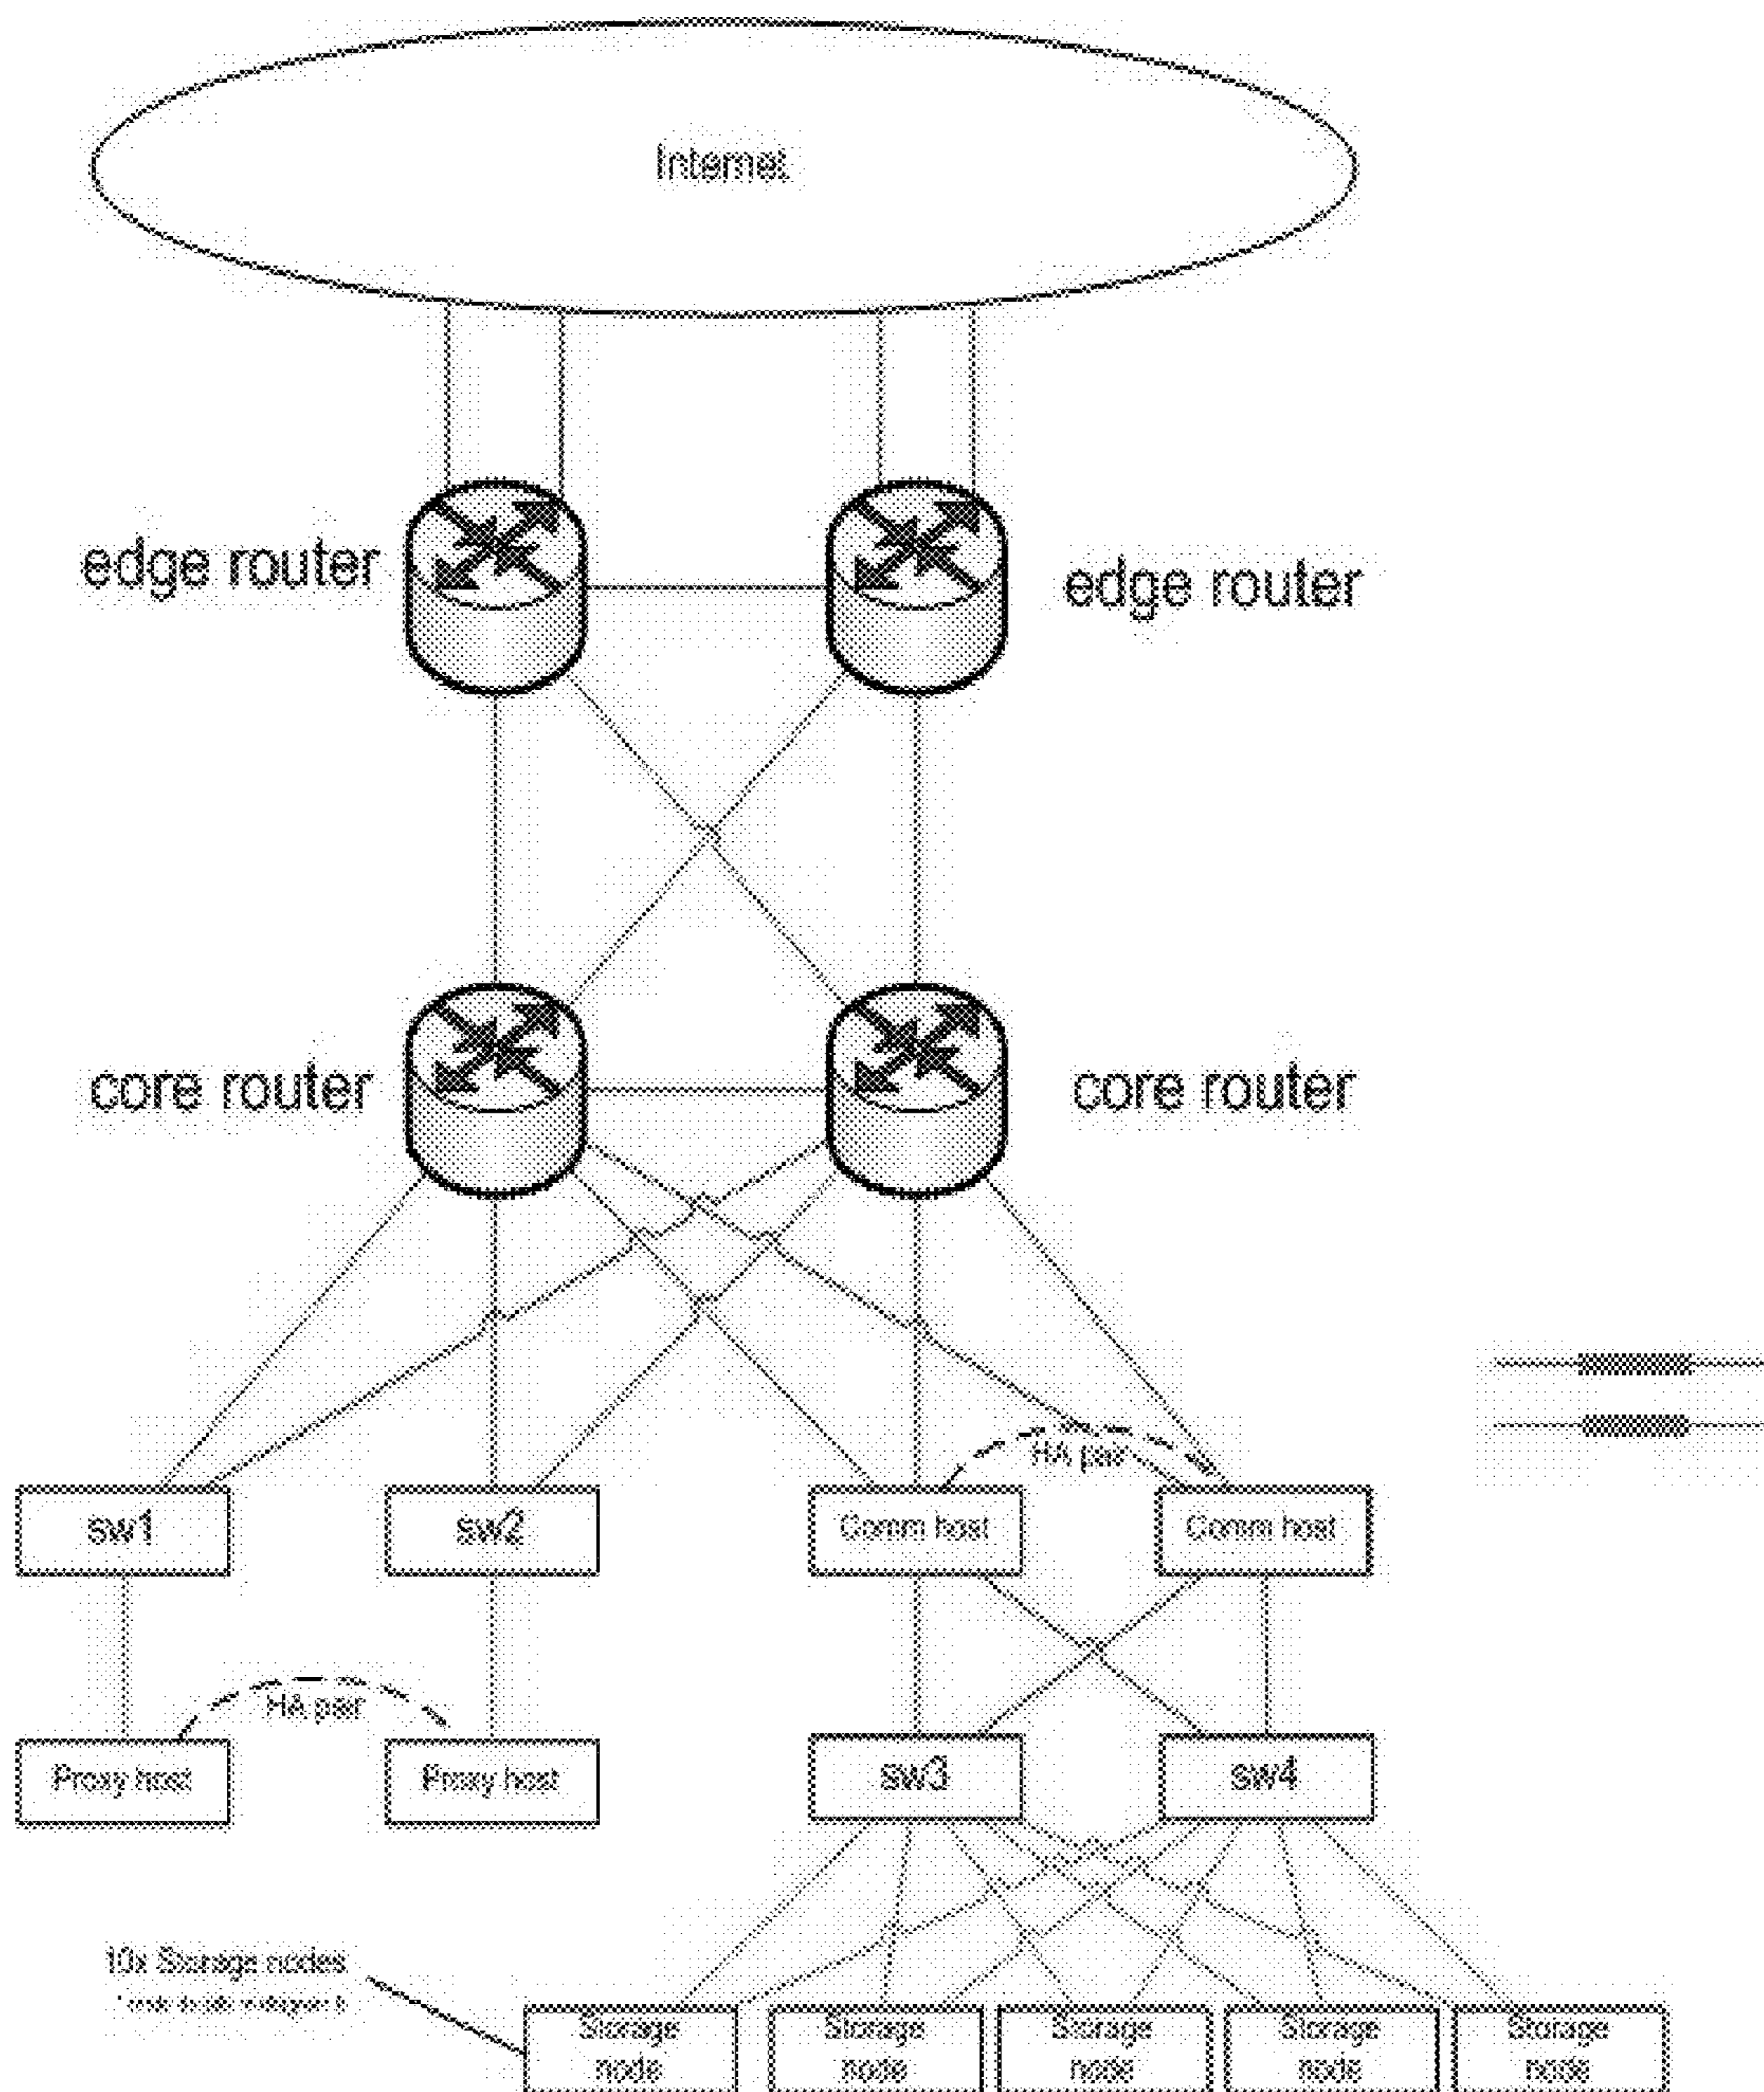 Internet
edge router
edge router
core router
core router
HA pair
sw1
sw2
Comm host
Comm host
HA pair
Proxy host
Proxy host
sw3
sw4
10x Storage nodes
Storage
node
Storage
node
Storage
node
Storage
node
Storage
node